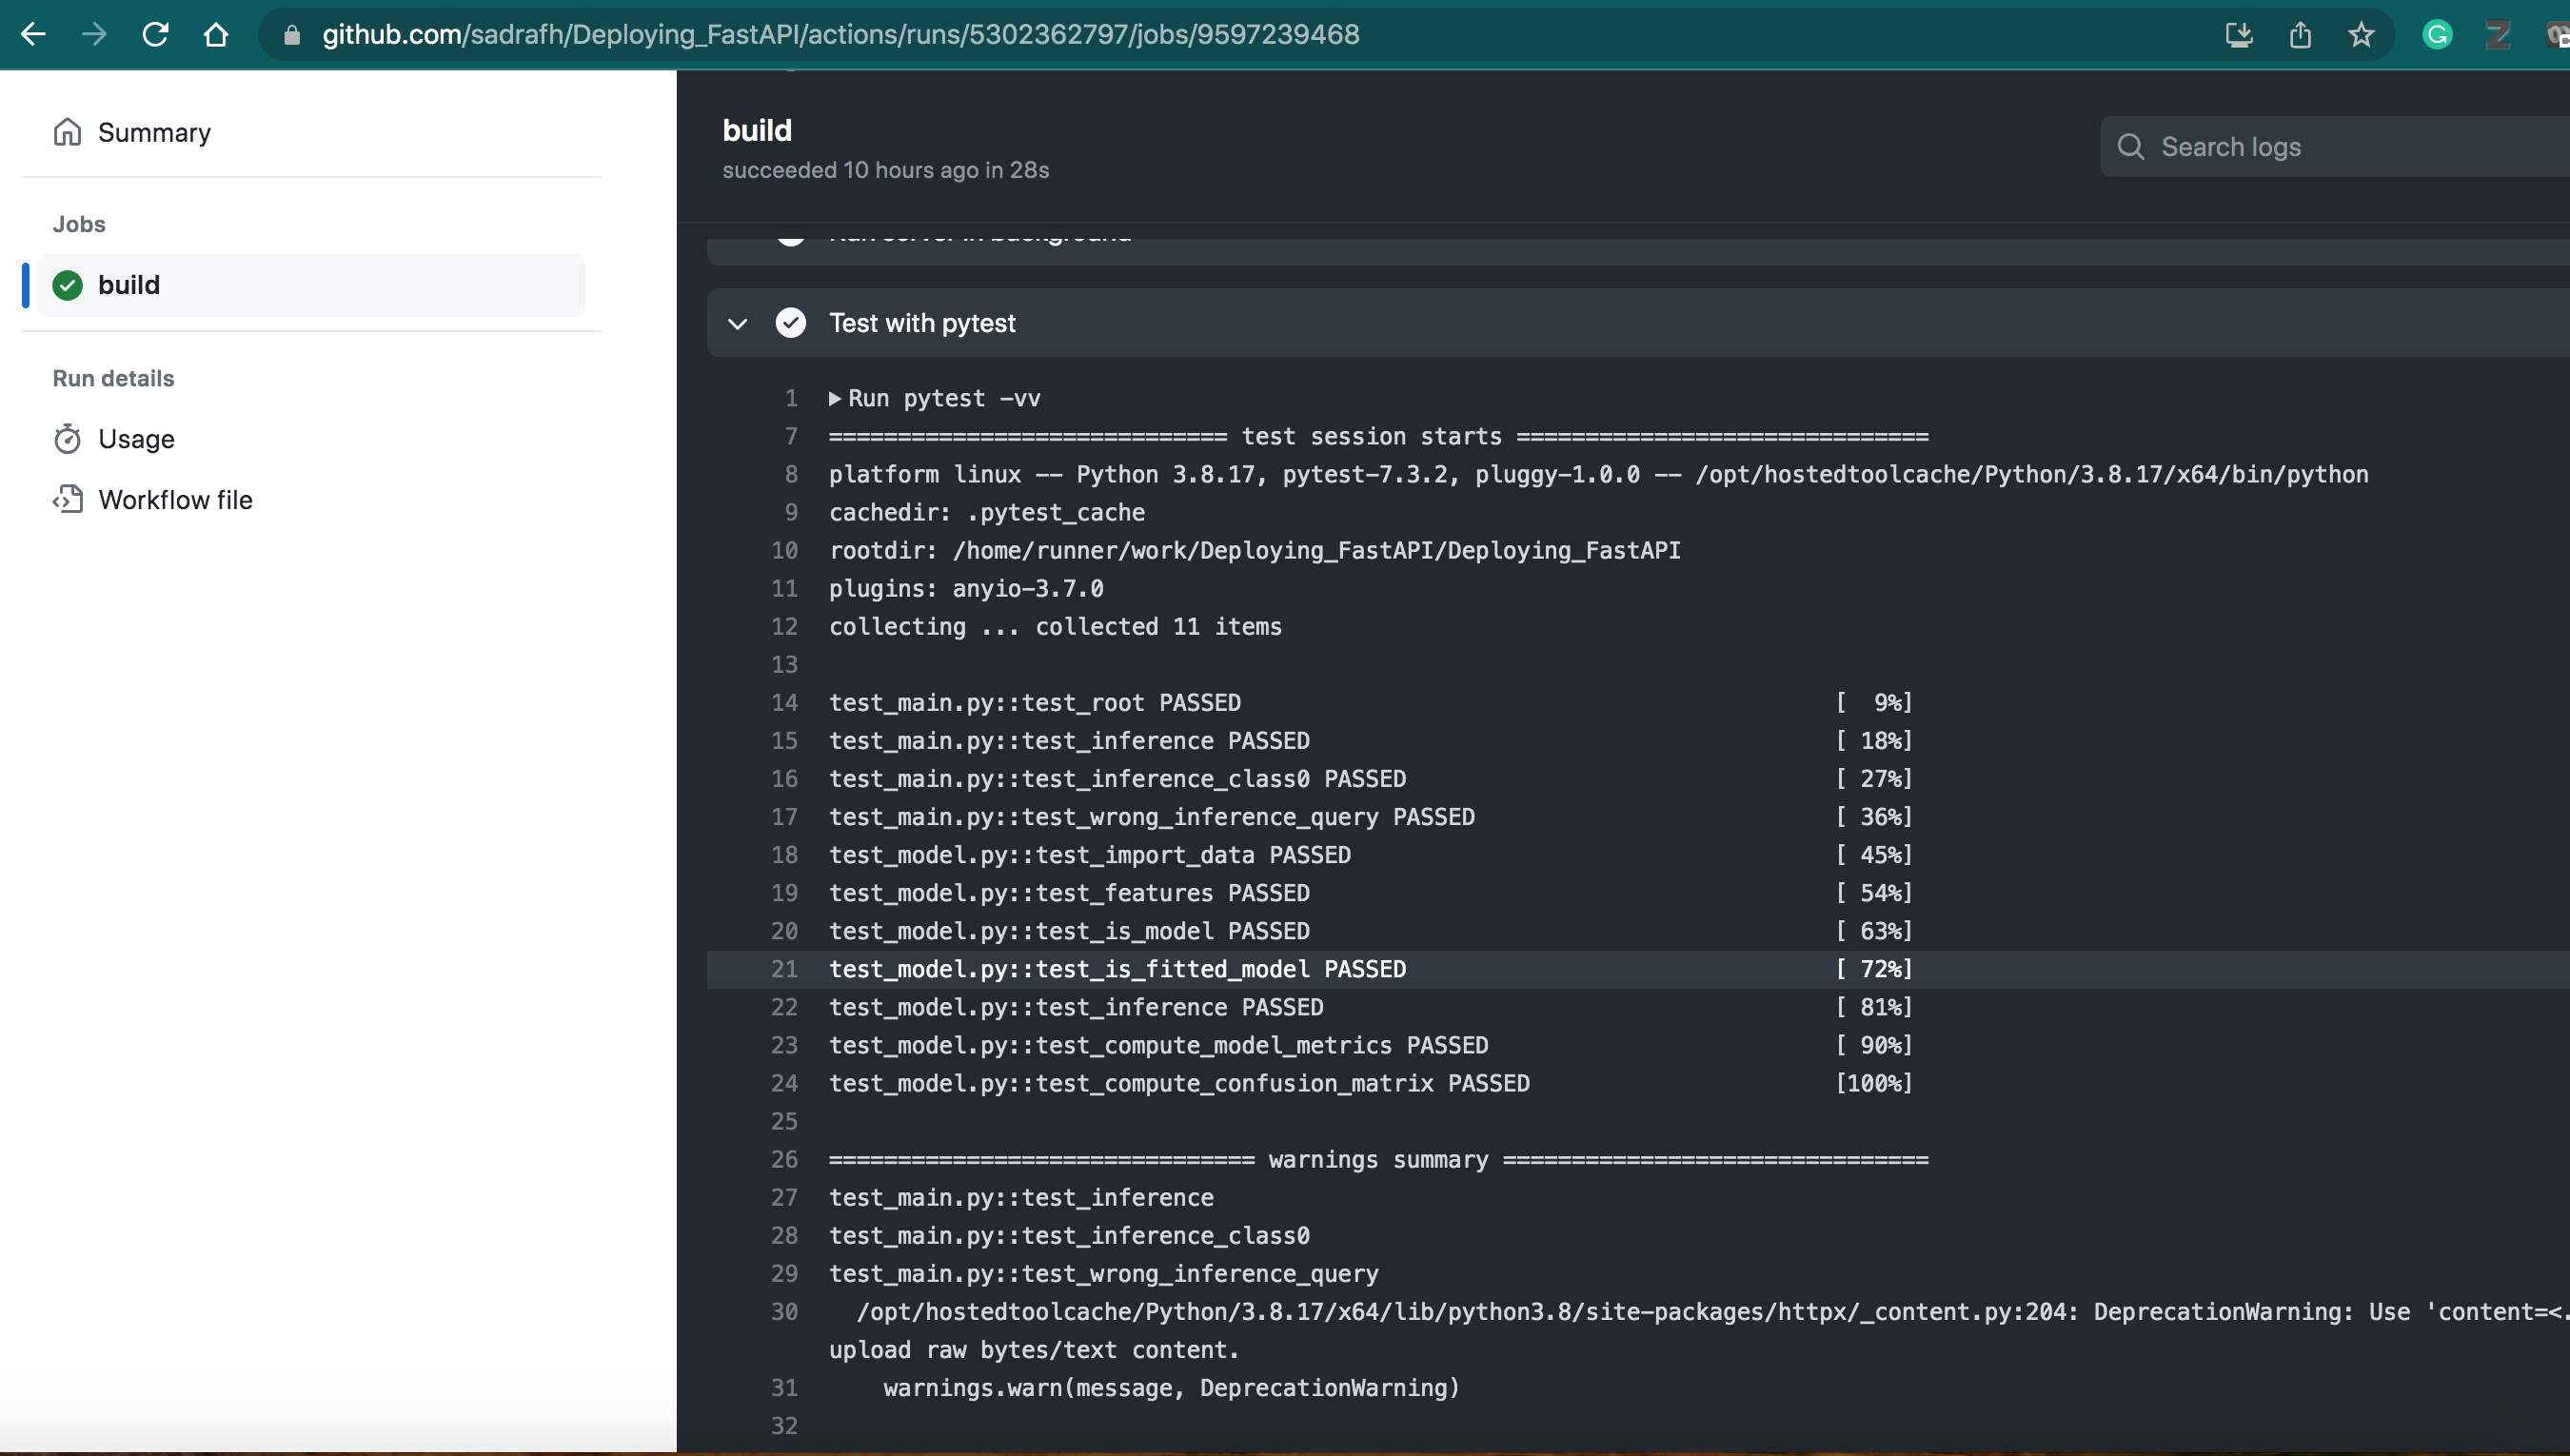 github.com/sadrafh/Deploying_FastAPI/actions/runs/5302362797/jobs/9597239468
Summary
Jobs
build
Run details
Usage
Workflow file
build
succeeded 10 hours ago in 28s
Search logs
Run server in background
Test with pytest
1 Run pytest -vv
7 ============================= test session starts ==============================
8 platform linux -- Python 3.8.17, pytest-7.3.2, pluggy-1.0.0 -- /opt/hostedtoolcache/Python/3.8.17/x64/bin/python
9 cachedir: .pytest_cache
10 rootdir: /home/runner/work/Deploying_FastAPI/Deploying_FastAPI
11 plugins: anyio-3.7.0
12 collecting ... collected 11 items
13
14 test_main.py::test_root PASSED [  9%]
15 test_main.py::test_inference PASSED [ 18%]
16 test_main.py::test_inference_class0 PASSED [ 27%]
17 test_main.py::test_wrong_inference_query PASSED [ 36%]
18 test_model.py::test_import_data PASSED [ 45%]
19 test_model.py::test_features PASSED [ 54%]
20 test_model.py::test_is_model PASSED [ 63%]
21 test_model.py::test_is_fitted_model PASSED [ 72%]
22 test_model.py::test_inference PASSED [ 81%]
23 test_model.py::test_compute_model_metrics PASSED [ 90%]
24 test_model.py::test_compute_confusion_matrix PASSED [100%]
25
26 =============================== warnings summary ===============================
27 test_main.py::test_inference
28 test_main.py::test_inference_class0
29 test_main.py::test_wrong_inference_query
30 /opt/hostedtoolcache/Python/3.8.17/x64/lib/python3.8/site-packages/httpx/_content.py:204: DeprecationWarning: Use 'content=<.
upload raw bytes/text content.
31 warnings.warn(message, DeprecationWarning)
32